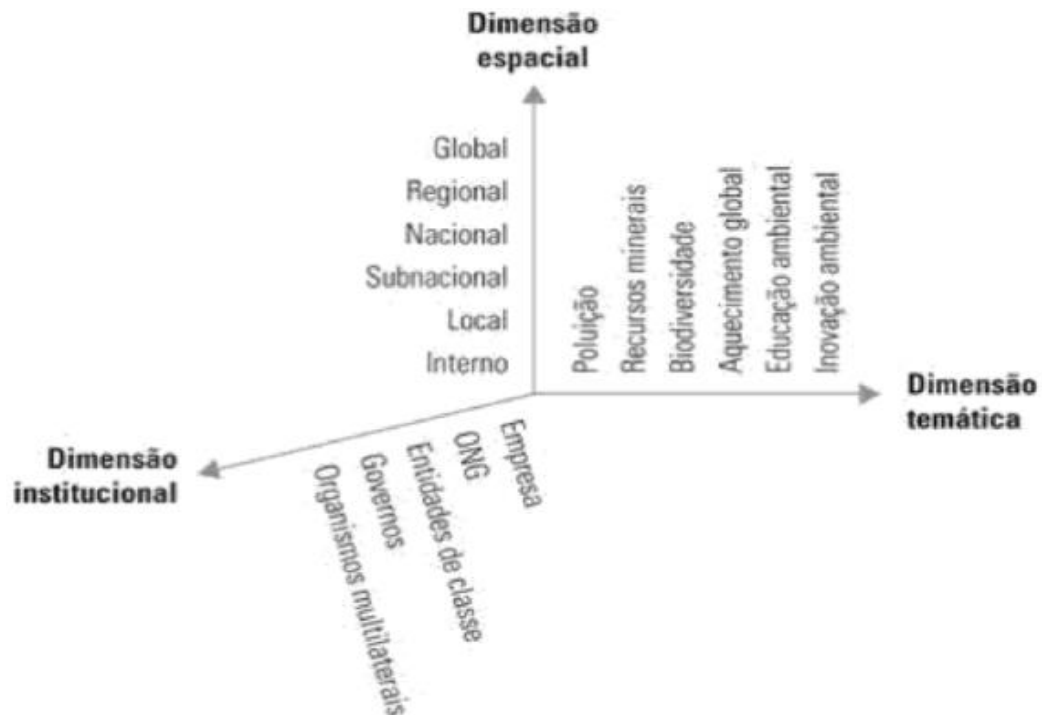 Dimensão
espacial
Global
Regional
Nacional
Subnacional
Local
Interno
Poluição
Recursos minerais
Biodiversidade
Aquecimento global
Educação ambiental
Inovação ambiental
Dimensão
temática
Empresa
ONG
Entidades de classe
Governos
Organismos multilaterais
Dimensão
institucional